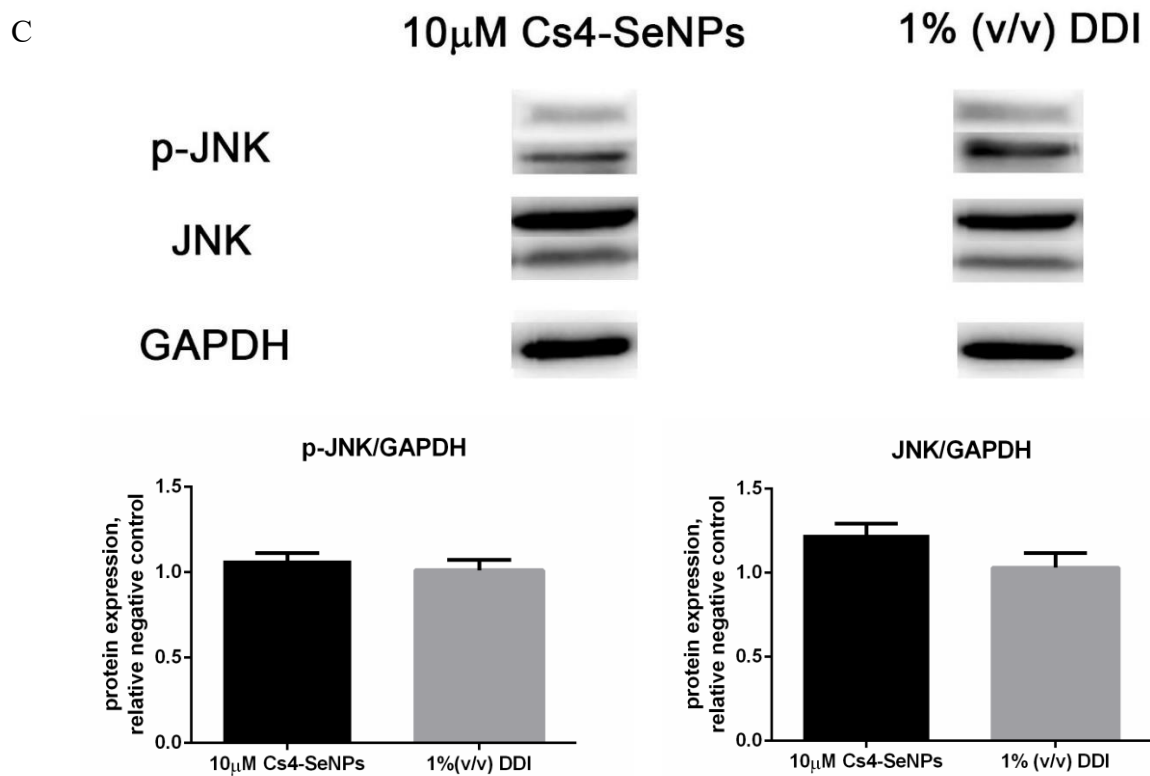 C
10μM Cs4-SeNPs
1% (v/v) DDI
p-JNK
JNK
GAPDH
p-JNK/GAPDH
protein expression,
relative negative control
1.5
1.0
0.5
0.0
10μM Cs4-SeNPs
1%(v/v) DDI
JNK/GAPDH
protein expression,
relative negative control
1.5
1.0
0.5
0.0
10μM Cs4-SeNPs
1% (v/v) DDI